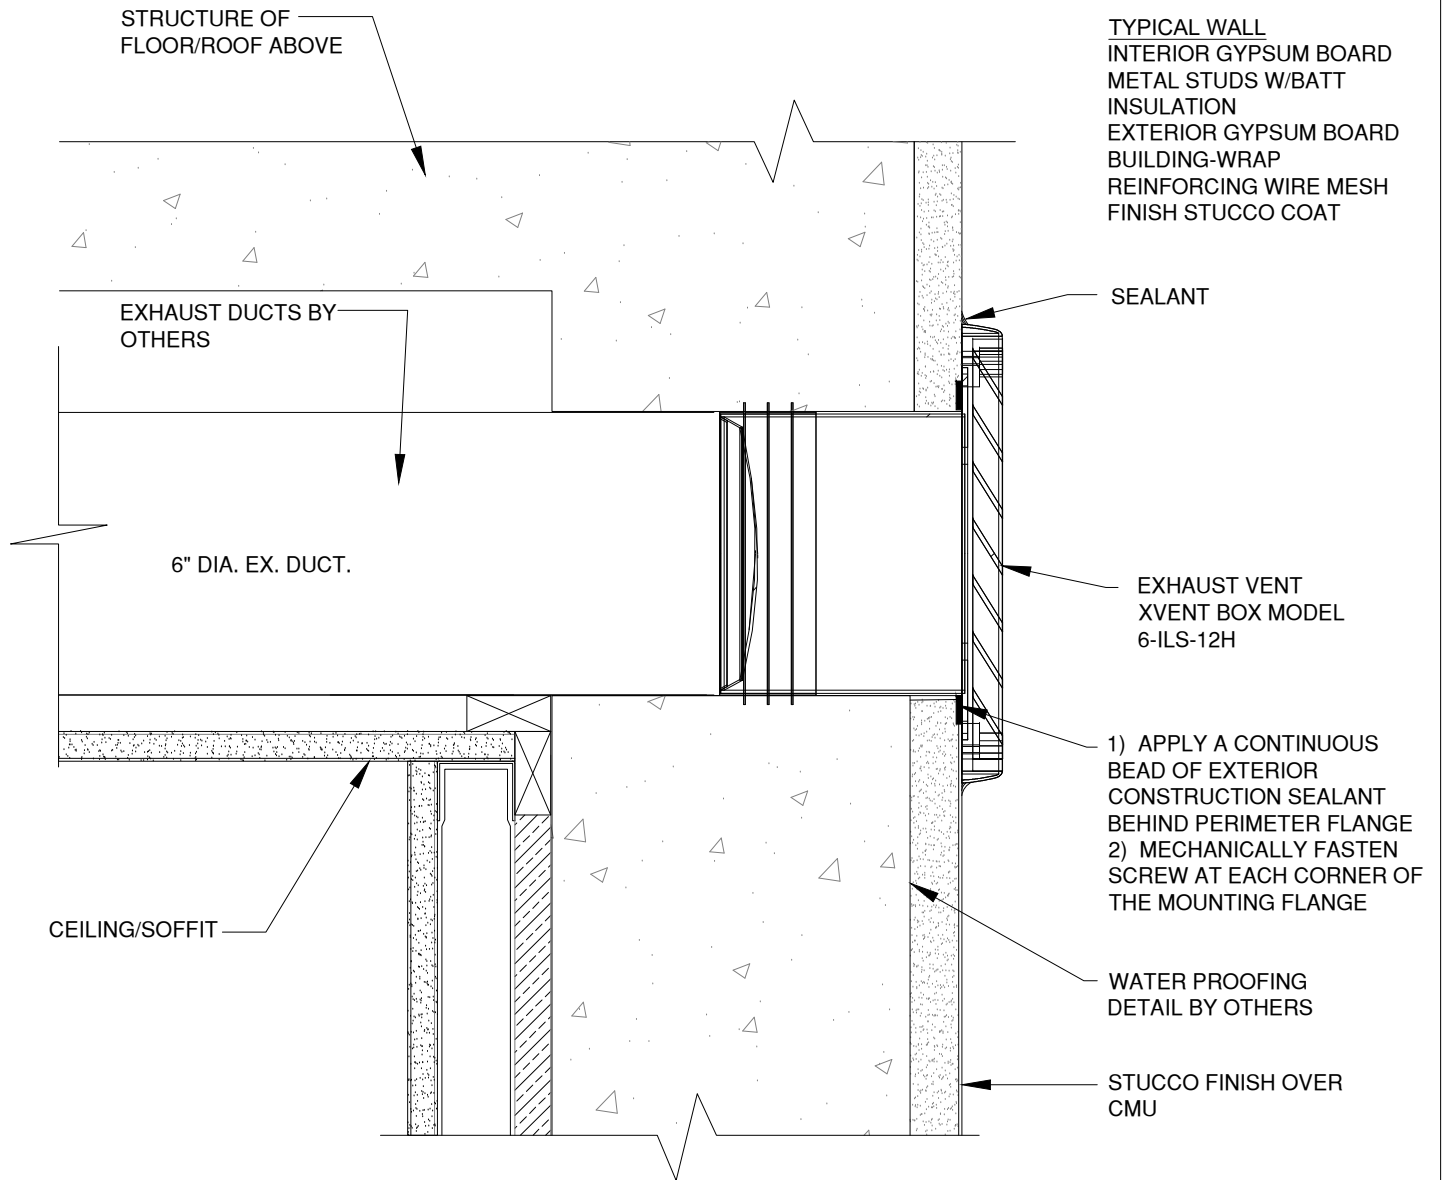 STRUCTURE OF
FLOOR/ROOF ABOVE
TYPICAL WALL
INTERIOR GYPSUM BOARD
METAL STUDS W/BATT
INSULATION
EXTERIOR GYPSUM BOARD
BUILDING-WRAP
REINFORCING WIRE MESH
FINISH STUCCO COAT
SEALANT
EXHAUST DUCTS BY
OTHERS
6" DIA. EX. DUCT.
EXHAUST VENT
XVENT BOX MODEL
6-ILS-12H
1) APPLY A CONTINUOUS
BEAD OF EXTERIOR
CONSTRUCTION SEALANT
BEHIND PERIMETER FLANGE
2) MECHANICALLY FASTEN
SCREW AT EACH CORNER OF
THE MOUNTING FLANGE
CEILING/SOFFIT
WATER PROOFING
DETAIL BY OTHERS
STUCCO FINISH OVER
CMU